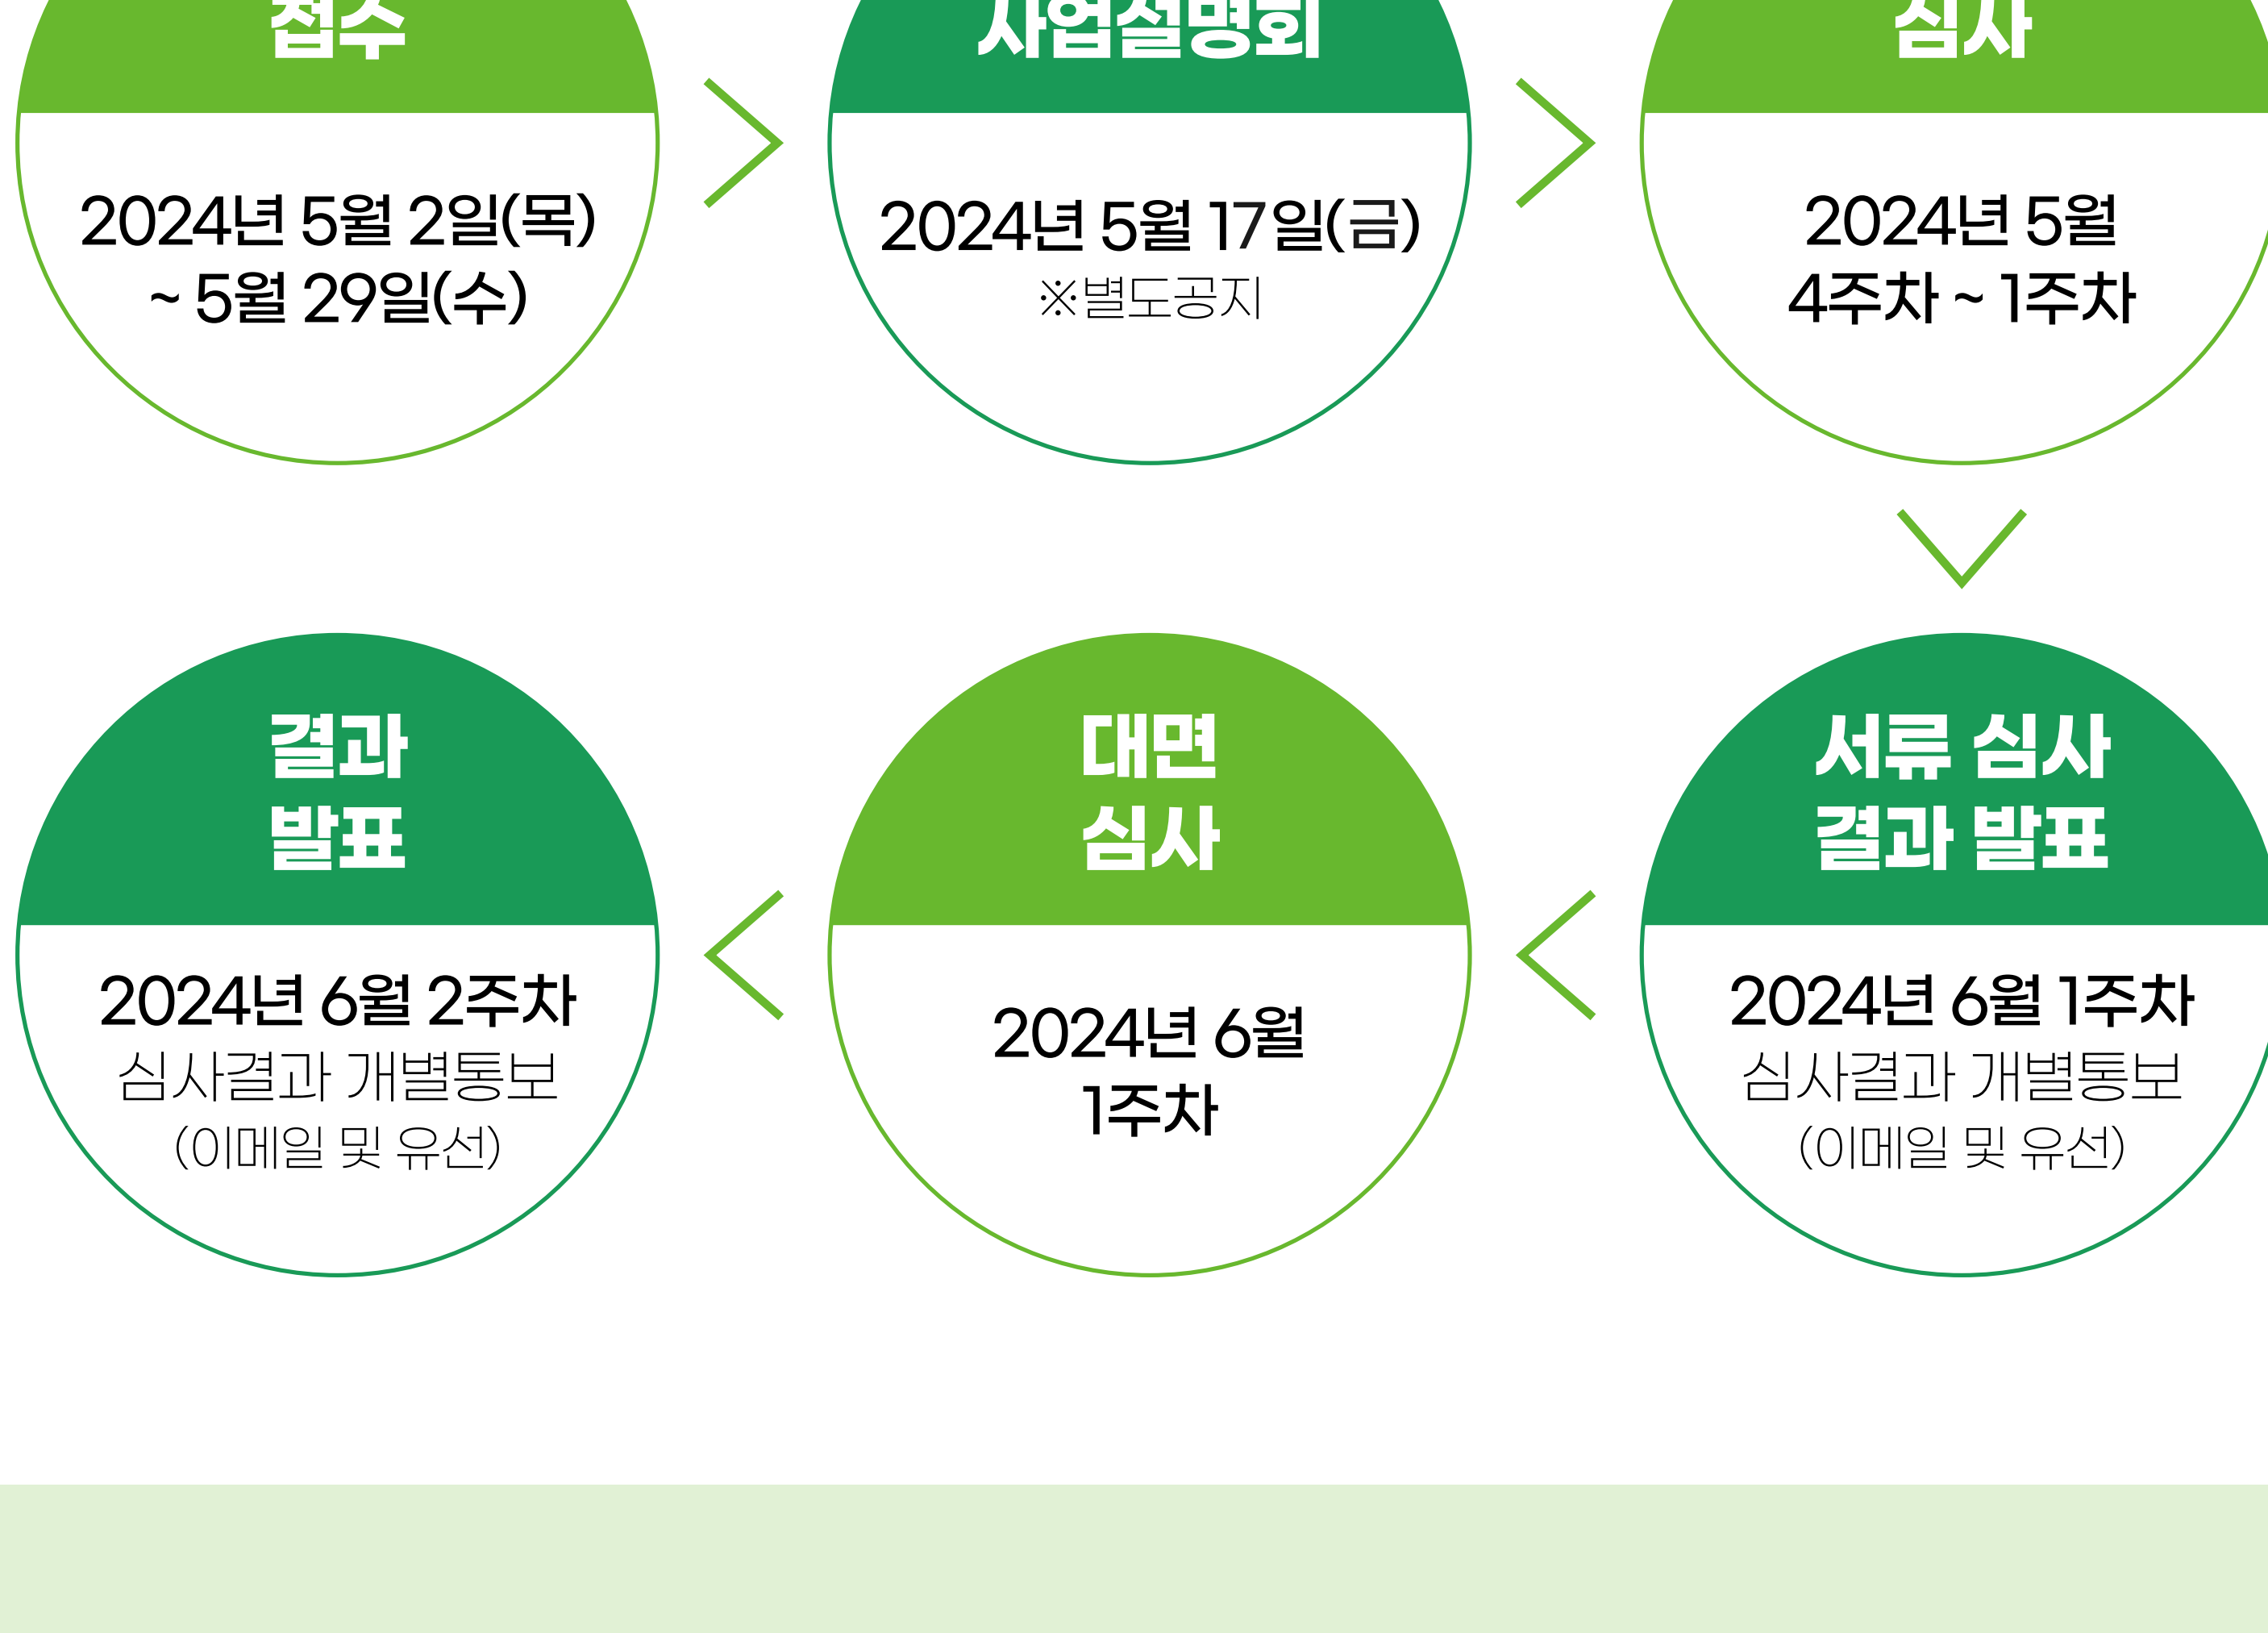 접수
2024년 5월 2일(목)
~ 5월 29일(수)
사업설명회
2024년 5월 17일(금)
※별도공지
심사
2024년 5월
4주차 ~ 1주차
서류 심사
결과 발표
2024년 6월 1주차
심사결과 개별통보
(이메일 및 유선)
대면
심사
2024년 6월
1주차
결과
발표
2024년 6월 2주차
심사결과 개별통보
(이메일 및 유선)